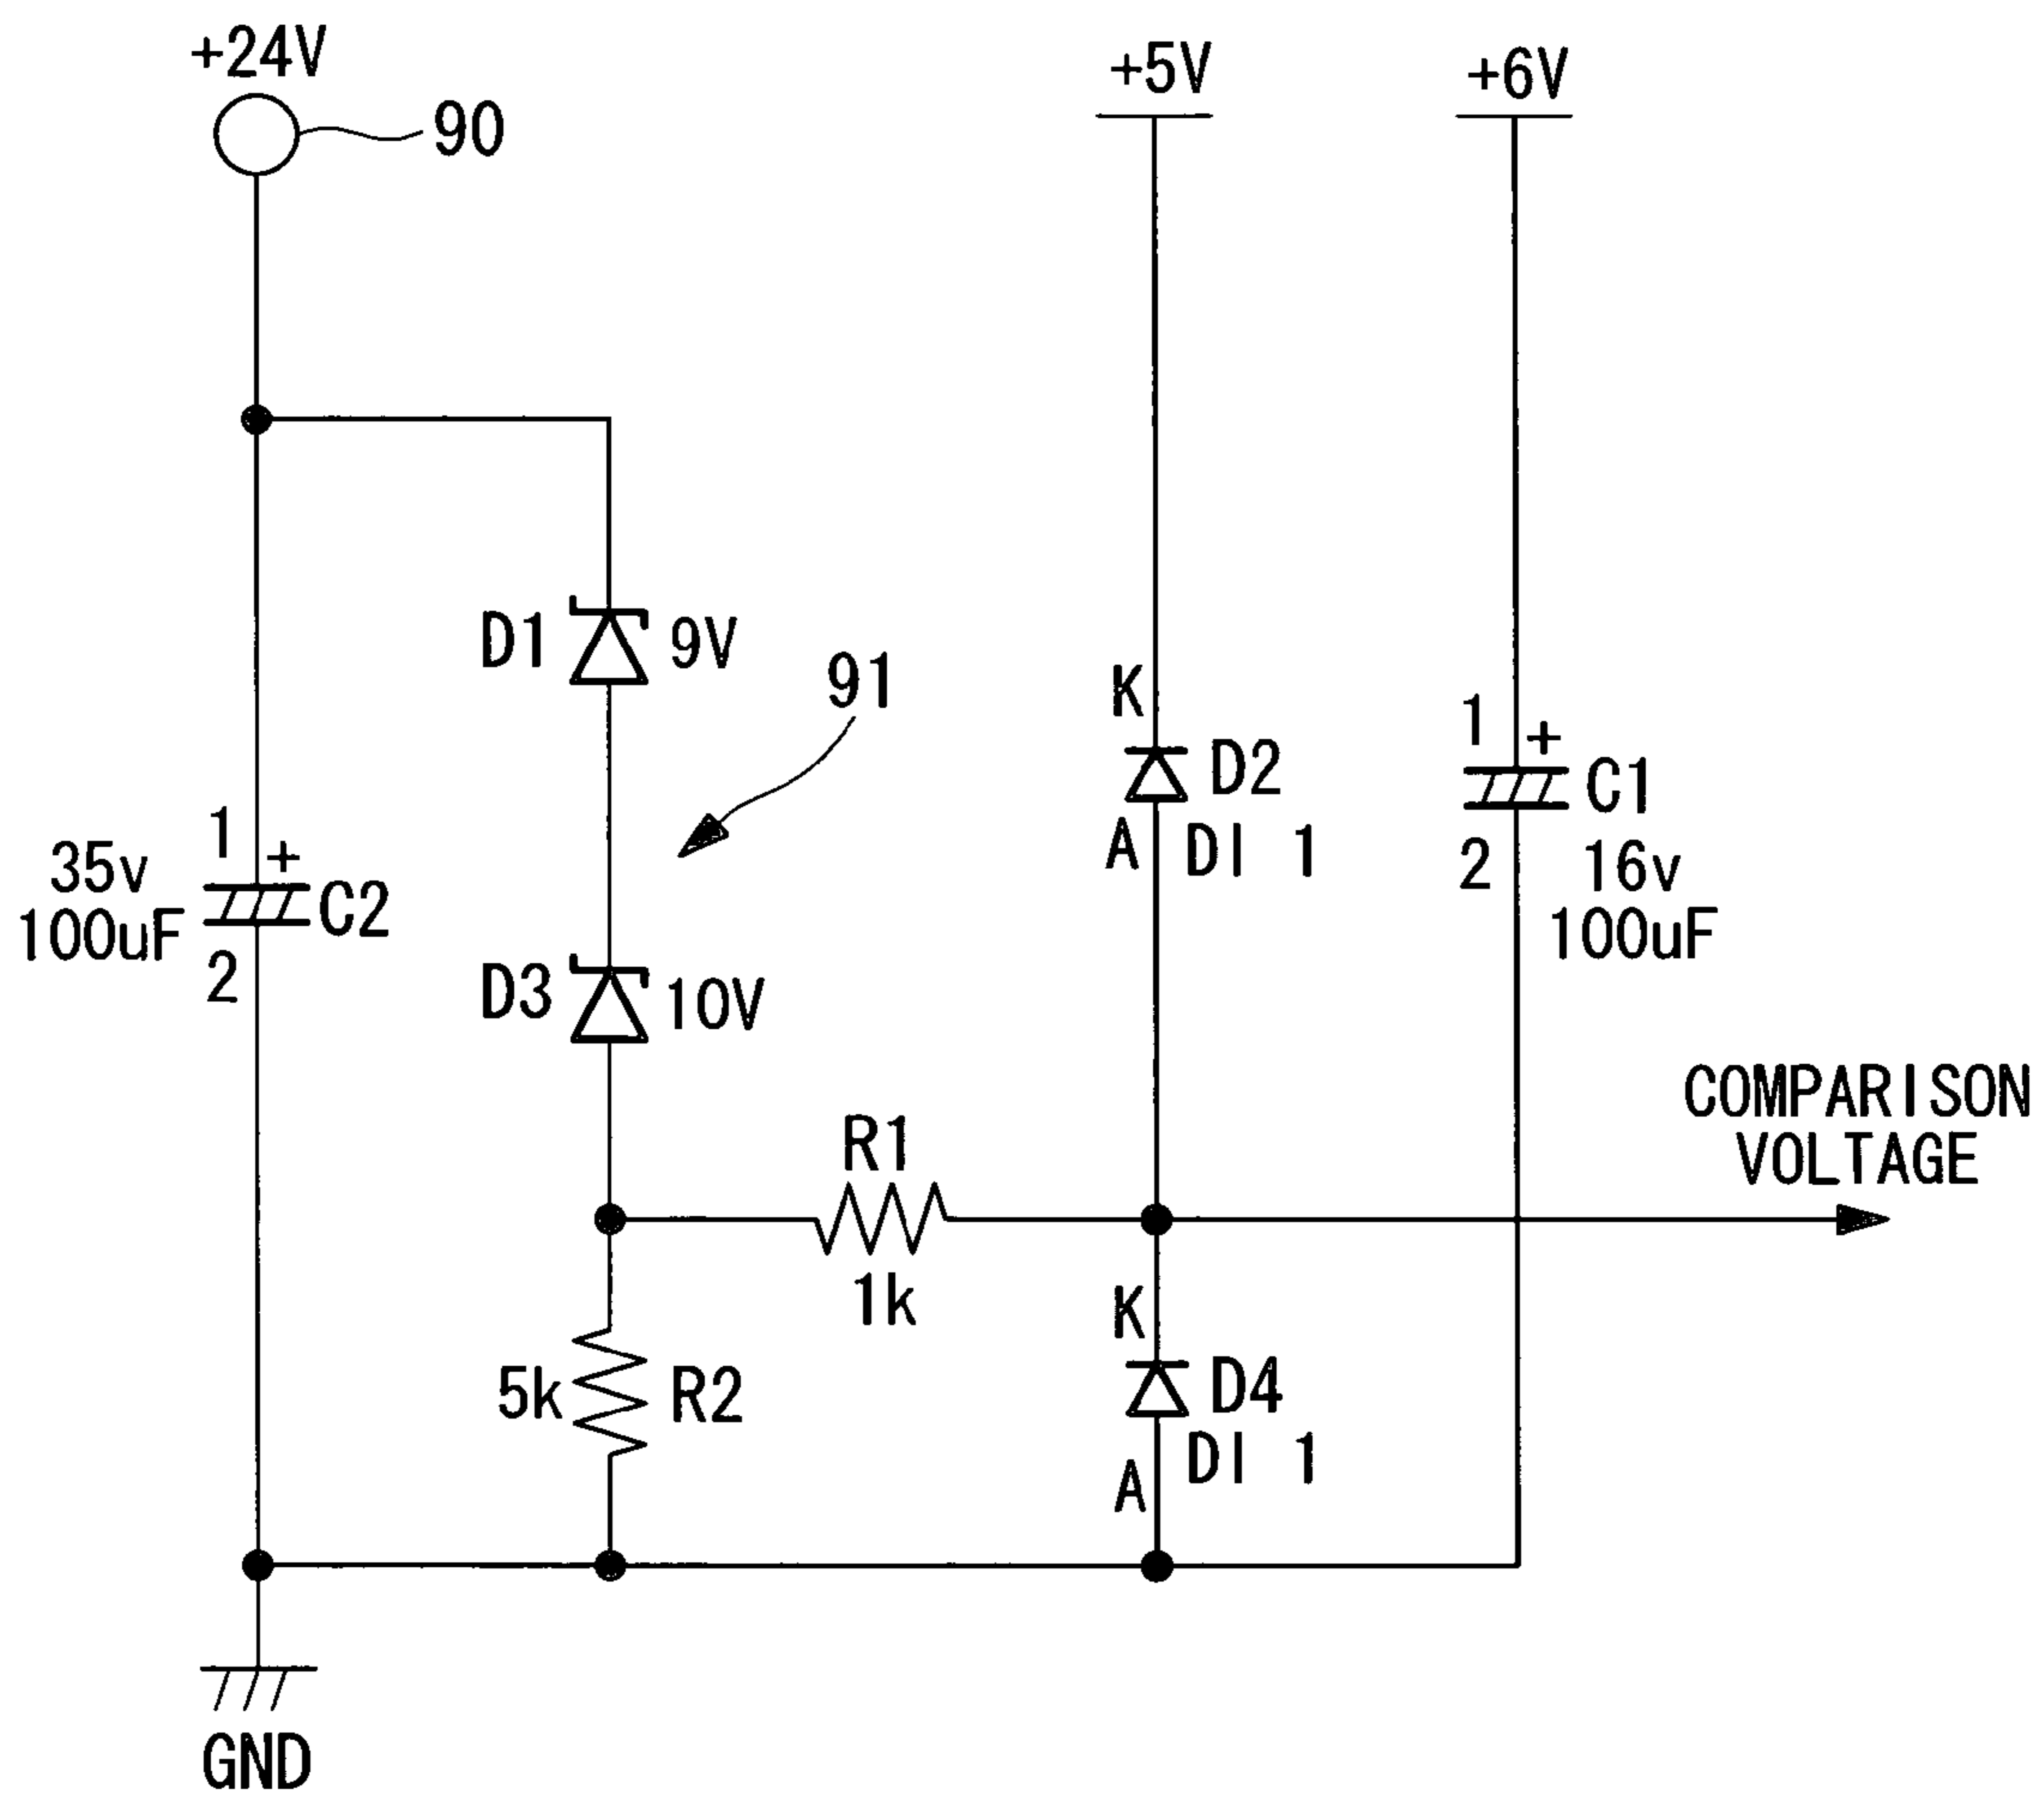 +24V
90
+5V
+6V
D1
9V
91
K
D2
A
DI 1
1
+
C1
2
16v
100uF
1
+
35v
100uF
C2
2
D3
10V
COMPARISON
VOLTAGE
R1
1k
K
D4
DI 1
A
5k
R2
GND